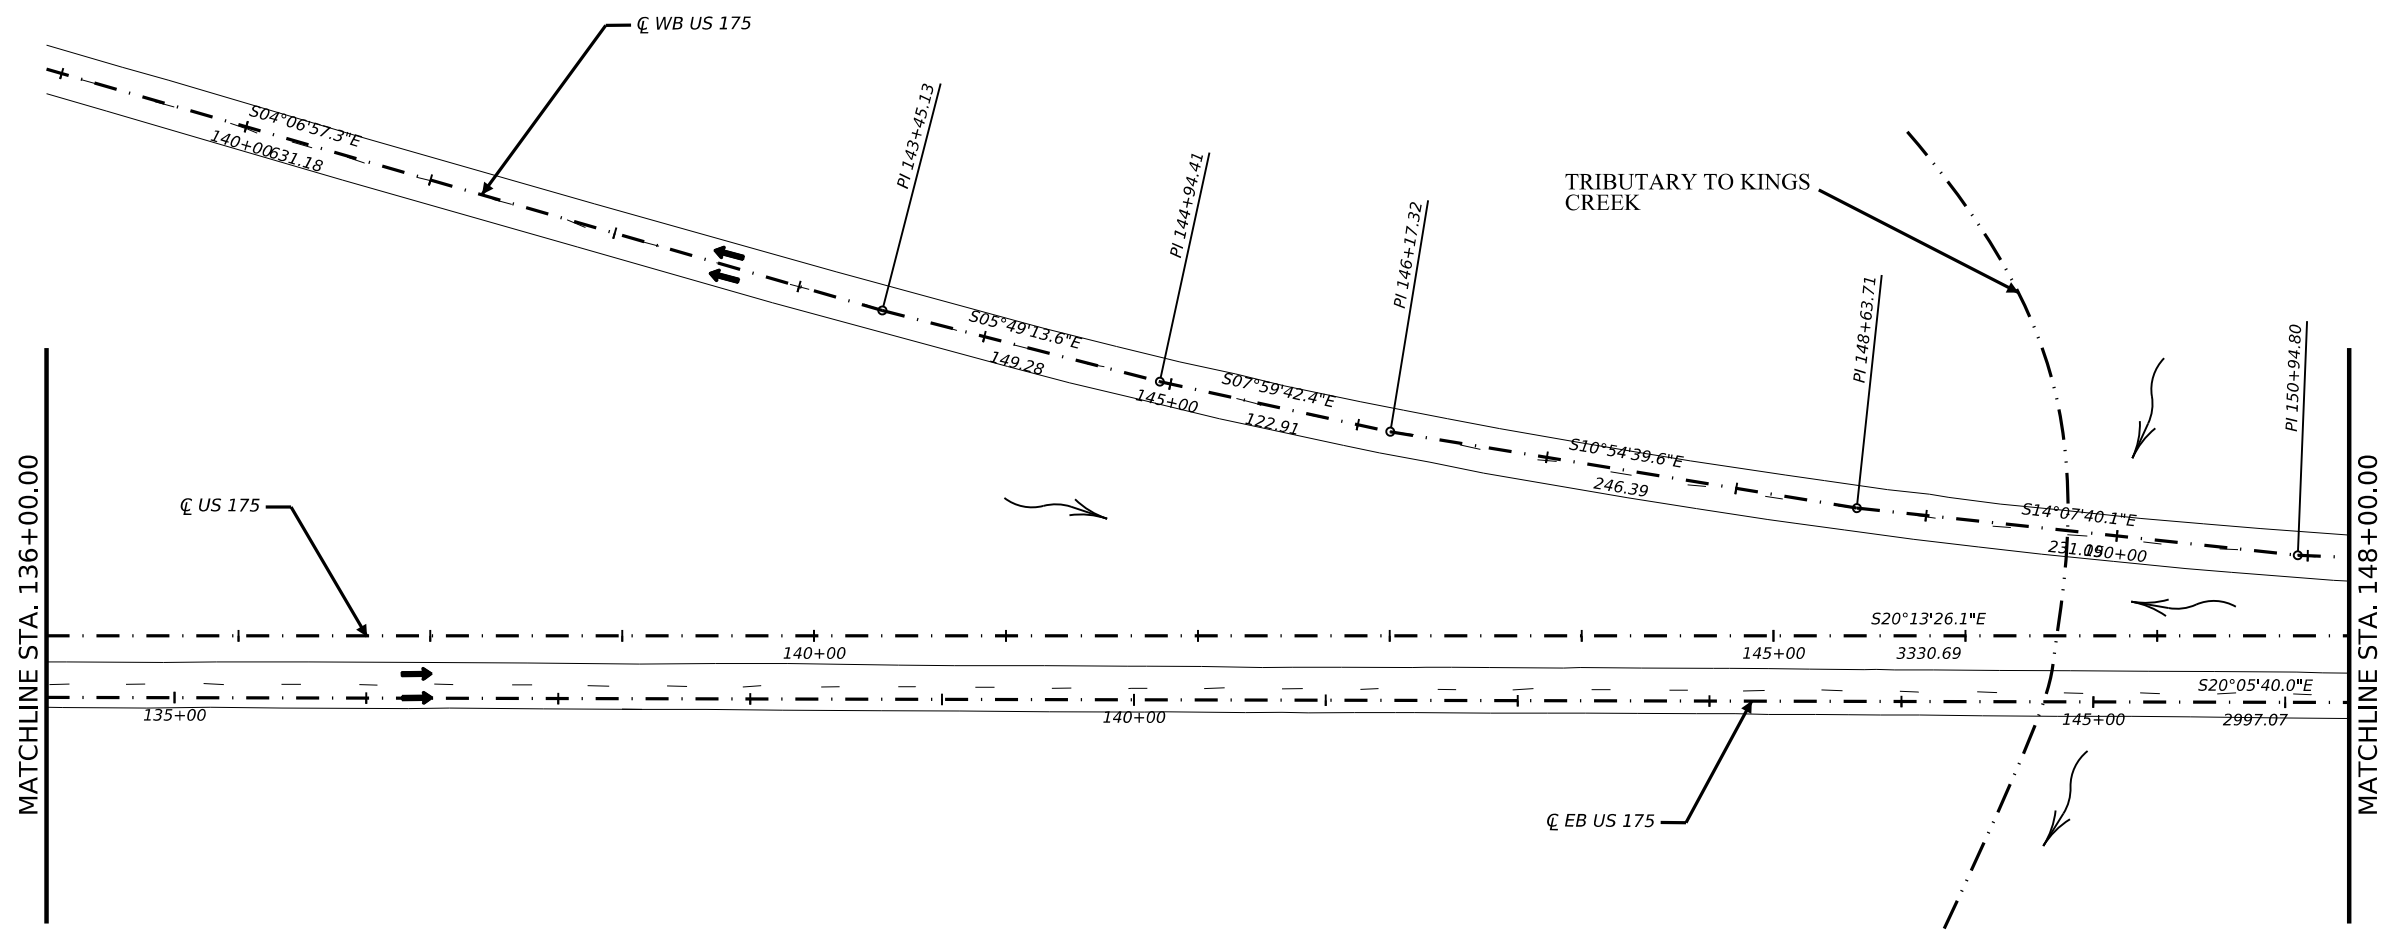 ℄ WB US 175
S04°06'57.3"E
140+00
631.18
PI 143+45.13
PI 144+94.41
PI 146+17.32
TRIBUTARY TO KINGS
CREEK
PI 148+63.71
PI 150+94.80
S05°49'13.6"E
149.28
145+00
S07°59'42.4"E
122.91
S10°54'39.6"E
246.39
S14°07'40.1"E
231.09
150+00
MATCHLINE STA. 136+00.00
℄ US 175
MATCHLINE STA. 148+00.00
S20°13'26.1"E
140+00
145+00
3330.69
S20°05'40.0"E
135+00
140+00
145+00
2997.07
℄ EB US 175